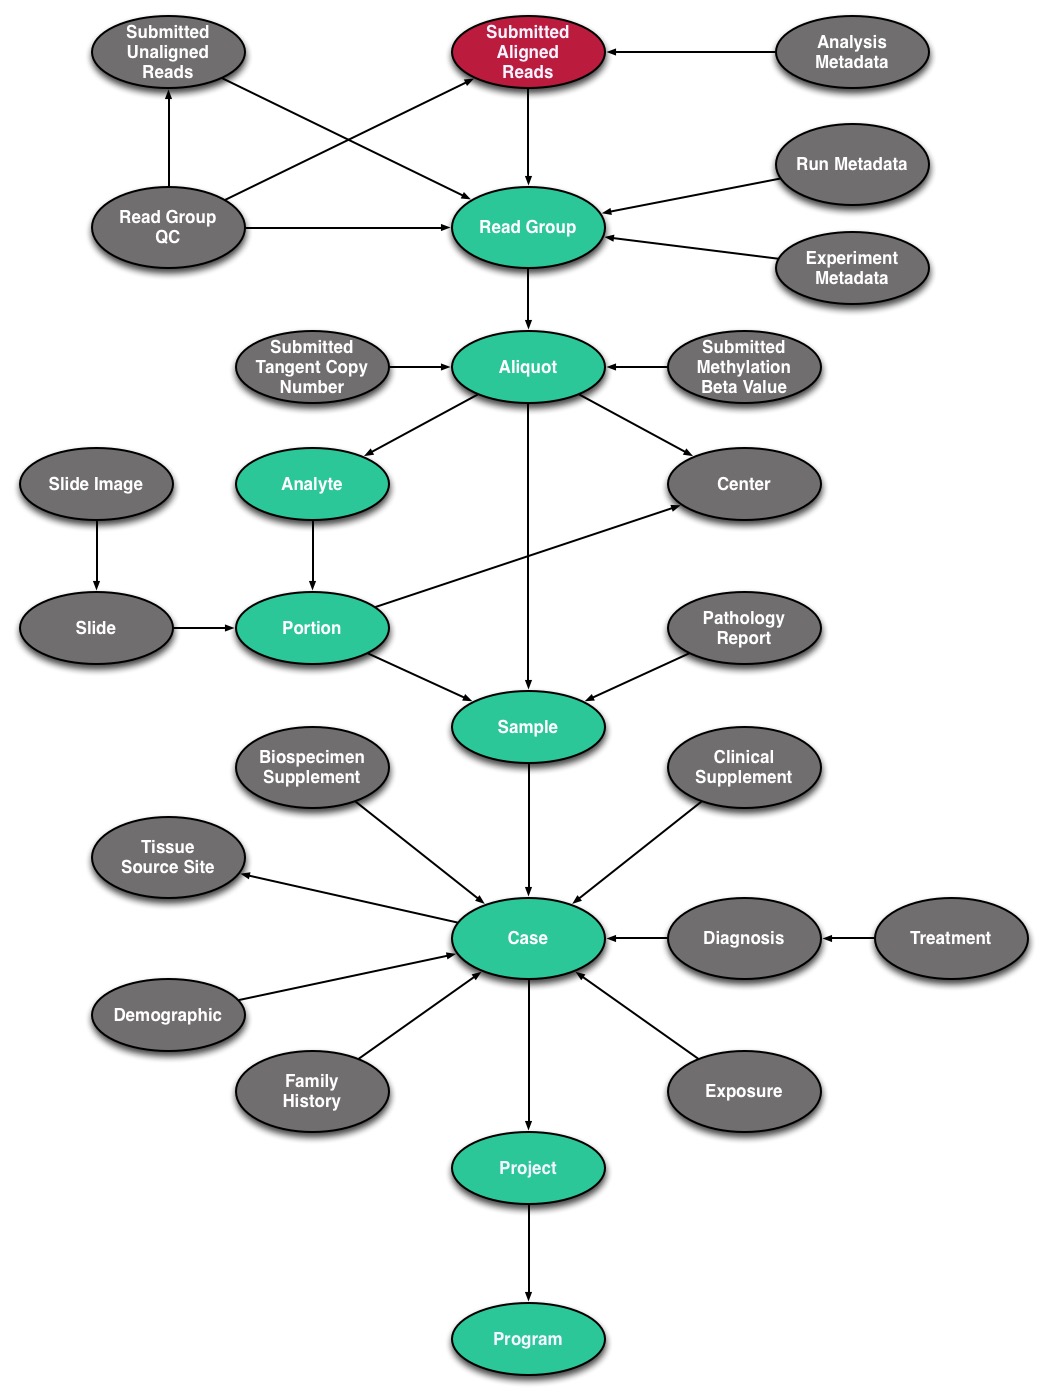 Submitted
Unaligned
Reads
Submitted
Aligned
Reads
Analysis
Metadata
Run Metadata
Read Group
QC
Read Group
Experiment
Metadata
Submitted
Tangent Copy
Number
Aliquot
Submitted
Methylation
Beta Value
Slide Image
Analyte
Center
Slide
Portion
Pathology
Report
Sample
Biospecimen
Supplement
Clinical
Supplement
Tissue
Source Site
Case
Diagnosis
Treatment
Demographic
Family
History
Exposure
Project
Program